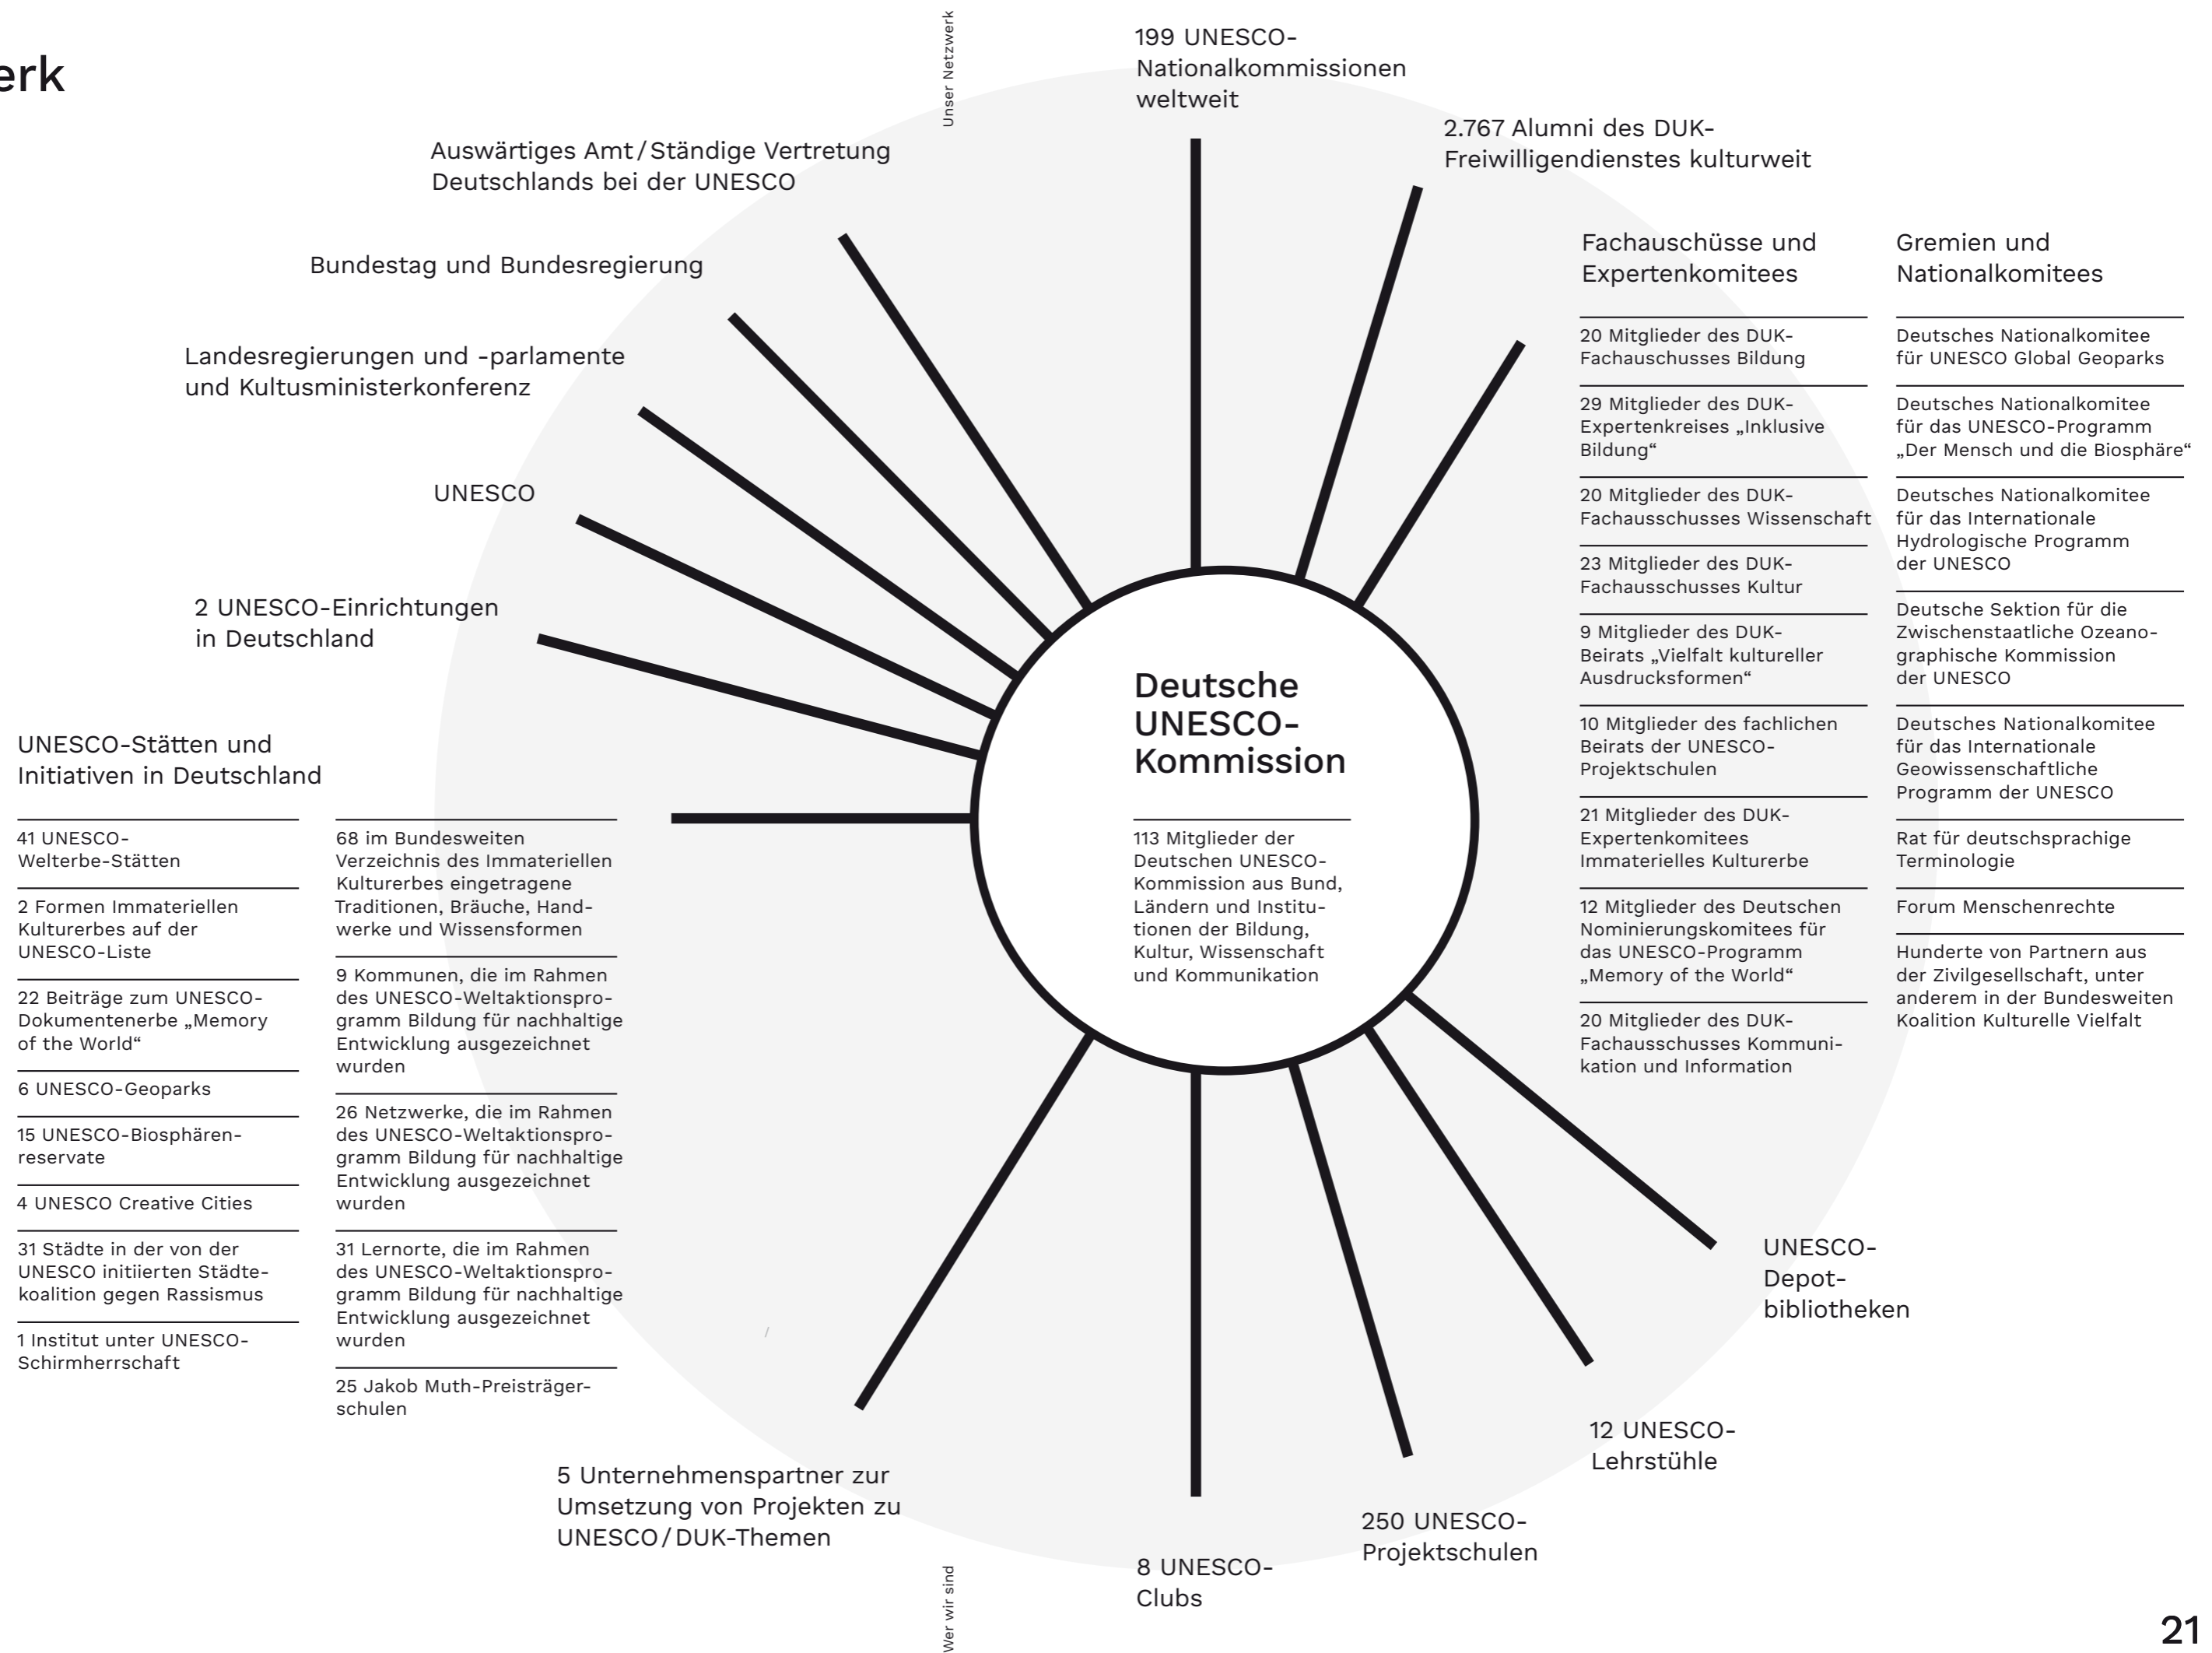 erk
Unser Netzwerk
199 UNESCO-
Nationalkommissionen
weltweit
2.767 Alumni des DUK-
Freiwilligendienstes kulturweit
Auswärtiges Amt/Ständige Vertretung
Deutschlands bei der UNESCO
Bundestag und Bundesregierung
Landesregierungen und -parlamente
und Kultusministerkonferenz
UNESCO
2 UNESCO-Einrichtungen
in Deutschland
UNESCO-Stätten und
Initiativen in Deutschland
41 UNESCO-
Welterbe-Stätten
2 Formen Immateriellen
Kulturerbes auf der
UNESCO-Liste
22 Beiträge zum UNESCO-
Dokumentenerbe „Memory
of the World“
6 UNESCO-Geoparks
15 UNESCO-Biosphären-
reservate
4 UNESCO Creative Cities
31 Städte in der von der
UNESCO initiierten Städte-
koalition gegen Rassismus
1 Institut unter UNESCO-
Schirmherrschaft
68 im Bundesweiten
Verzeichnis des Immateriellen
Kulturerbes eingetragene
Traditionen, Bräuche, Hand-
werke und Wissensformen
9 Kommunen, die im Rahmen
des UNESCO-Weltaktionspro-
gramm Bildung für nachhaltige
Entwicklung ausgezeichnet
wurden
26 Netzwerke, die im Rahmen
des UNESCO-Weltaktionspro-
gramm Bildung für nachhaltige
Entwicklung ausgezeichnet
wurden
31 Lernorte, die im Rahmen
des UNESCO-Weltaktionspro-
gramm Bildung für nachhaltige
Entwicklung ausgezeichnet
wurden
25 Jakob Muth-Preisträger-
schulen
Deutsche
UNESCO-
Kommission
113 Mitglieder der
Deutschen UNESCO-
Kommission aus Bund,
Ländern und Institu-
tionen der Bildung,
Kultur, Wissenschaft
und Kommunikation
Fachauschüsse und
Expertenkomitees
20 Mitglieder des DUK-
Fachauschusses Bildung
29 Mitglieder des DUK-
Expertenkreises „Inklusive
Bildung“
20 Mitglieder des DUK-
Fachausschusses Wissenschaft
23 Mitglieder des DUK-
Fachausschusses Kultur
9 Mitglieder des DUK-
Beirats „Vielfalt kultureller
Ausdrucksformen“
10 Mitglieder des fachlichen
Beirats der UNESCO-
Projektschulen
21 Mitglieder des DUK-
Expertenkomitees
Immaterielles Kulturerbe
12 Mitglieder des Deutschen
Nominierungskomitees für
das UNESCO-Programm
„Memory of the World“
20 Mitglieder des DUK-
Fachausschusses Kommuni-
kation und Information
Gremien und
Nationalkomitees
Deutsches Nationalkomitee
für UNESCO Global Geoparks
Deutsches Nationalkomitee
für das UNESCO-Programm
„Der Mensch und die Biosphäre“
Deutsches Nationalkomitee
für das Internationale
Hydrologische Programm
der UNESCO
Deutsche Sektion für die
Zwischenstaatliche Ozeano-
graphische Kommission
der UNESCO
Deutsches Nationalkomitee
für das Internationale
Geowissenschaftliche
Programm der UNESCO
Rat für deutschsprachige
Terminologie
Forum Menschenrechte
Hunderte von Partnern aus
der Zivilgesellschaft, unter
anderem in der Bundesweiten
Koalition Kulturelle Vielfalt
UNESCO-
Depot-
bibliotheken
12 UNESCO-
Lehrstühle
250 UNESCO-
Projektschulen
8 UNESCO-
Clubs
5 Unternehmenspartner zur
Umsetzung von Projekten zu
UNESCO/DUK-Themen
Wer wir sind
21